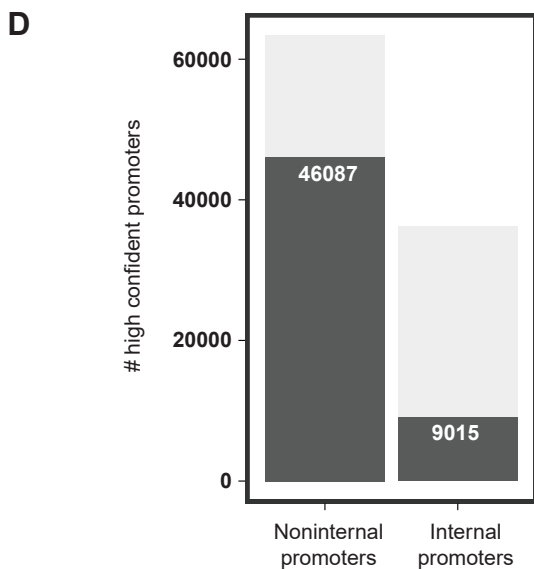 D
# high confident promoters
60000
40000
20000
0
46087
9015
Noninternal
promoters
Internal
promoters